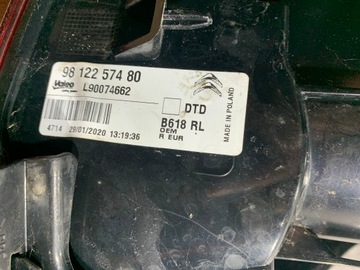 98 122 574 80
Valeo
L90074662
DTD
B618 RL
OEM
R EUR
4714 29/01/2020 13:19:36
MADE IN POLAND